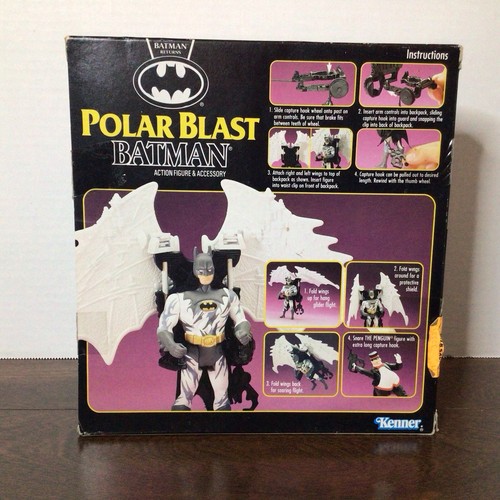 BATMAN
RETURNS
Instructions
POLAR BLAST
BATMAN
ACTION FIGURE & ACCESSORY
1. Slide capture hook wheel onto post on
arm controls. Be sure that brake fits
between teeth of wheel.
2. Insert arm controls into backpack, sliding
capture hook into guard and snapping the
clip into back of backpack.
3. Attach right and left wings to top of
backpack as shown. Insert figure
into waist clip on front of backpack.
4. Capture hook can be pulled out to desired
length. Rewind with the thumb wheel.
1. Fold wings
up for hang
glider flight.
2. Fold wings
around for a
protective
shield.
3. Fold wings back
for soaring flight.
4. Snare THE PENGUIN® figure with
extra long capture hook.
Kenner